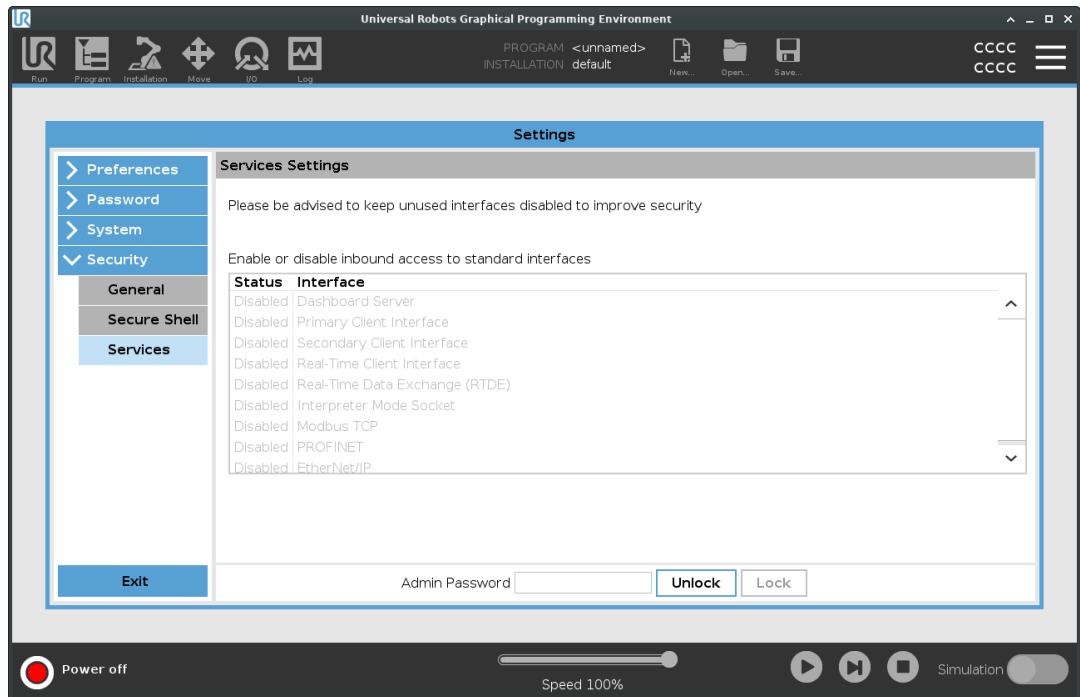 Universal Robots Graphical Programming Environment
UR
Run
Program
Installation
Move
I/O
Log
PROGRAM <unnamed>
INSTALLATION default
New...
Open...
Save...
CCCC
CCCC
Settings
Preferences
Password
System
Security
General
Secure Shell
Services
Exit
Services Settings
Please be advised to keep unused interfaces disabled to improve security
Enable or disable inbound access to standard interfaces
Status Interface
Disabled Dashboard Server
Disabled Primary Client Interface
Disabled Secondary Client Interface
Disabled Real-Time Client Interface
Disabled Real-Time Data Exchange (RTDE)
Disabled Interpreter Mode Socket
Disabled Modbus TCP
Disabled PROFINET
Disabled EtherNet/IP
Admin Password Unlock Lock
Power off
Speed 100%
Simulation